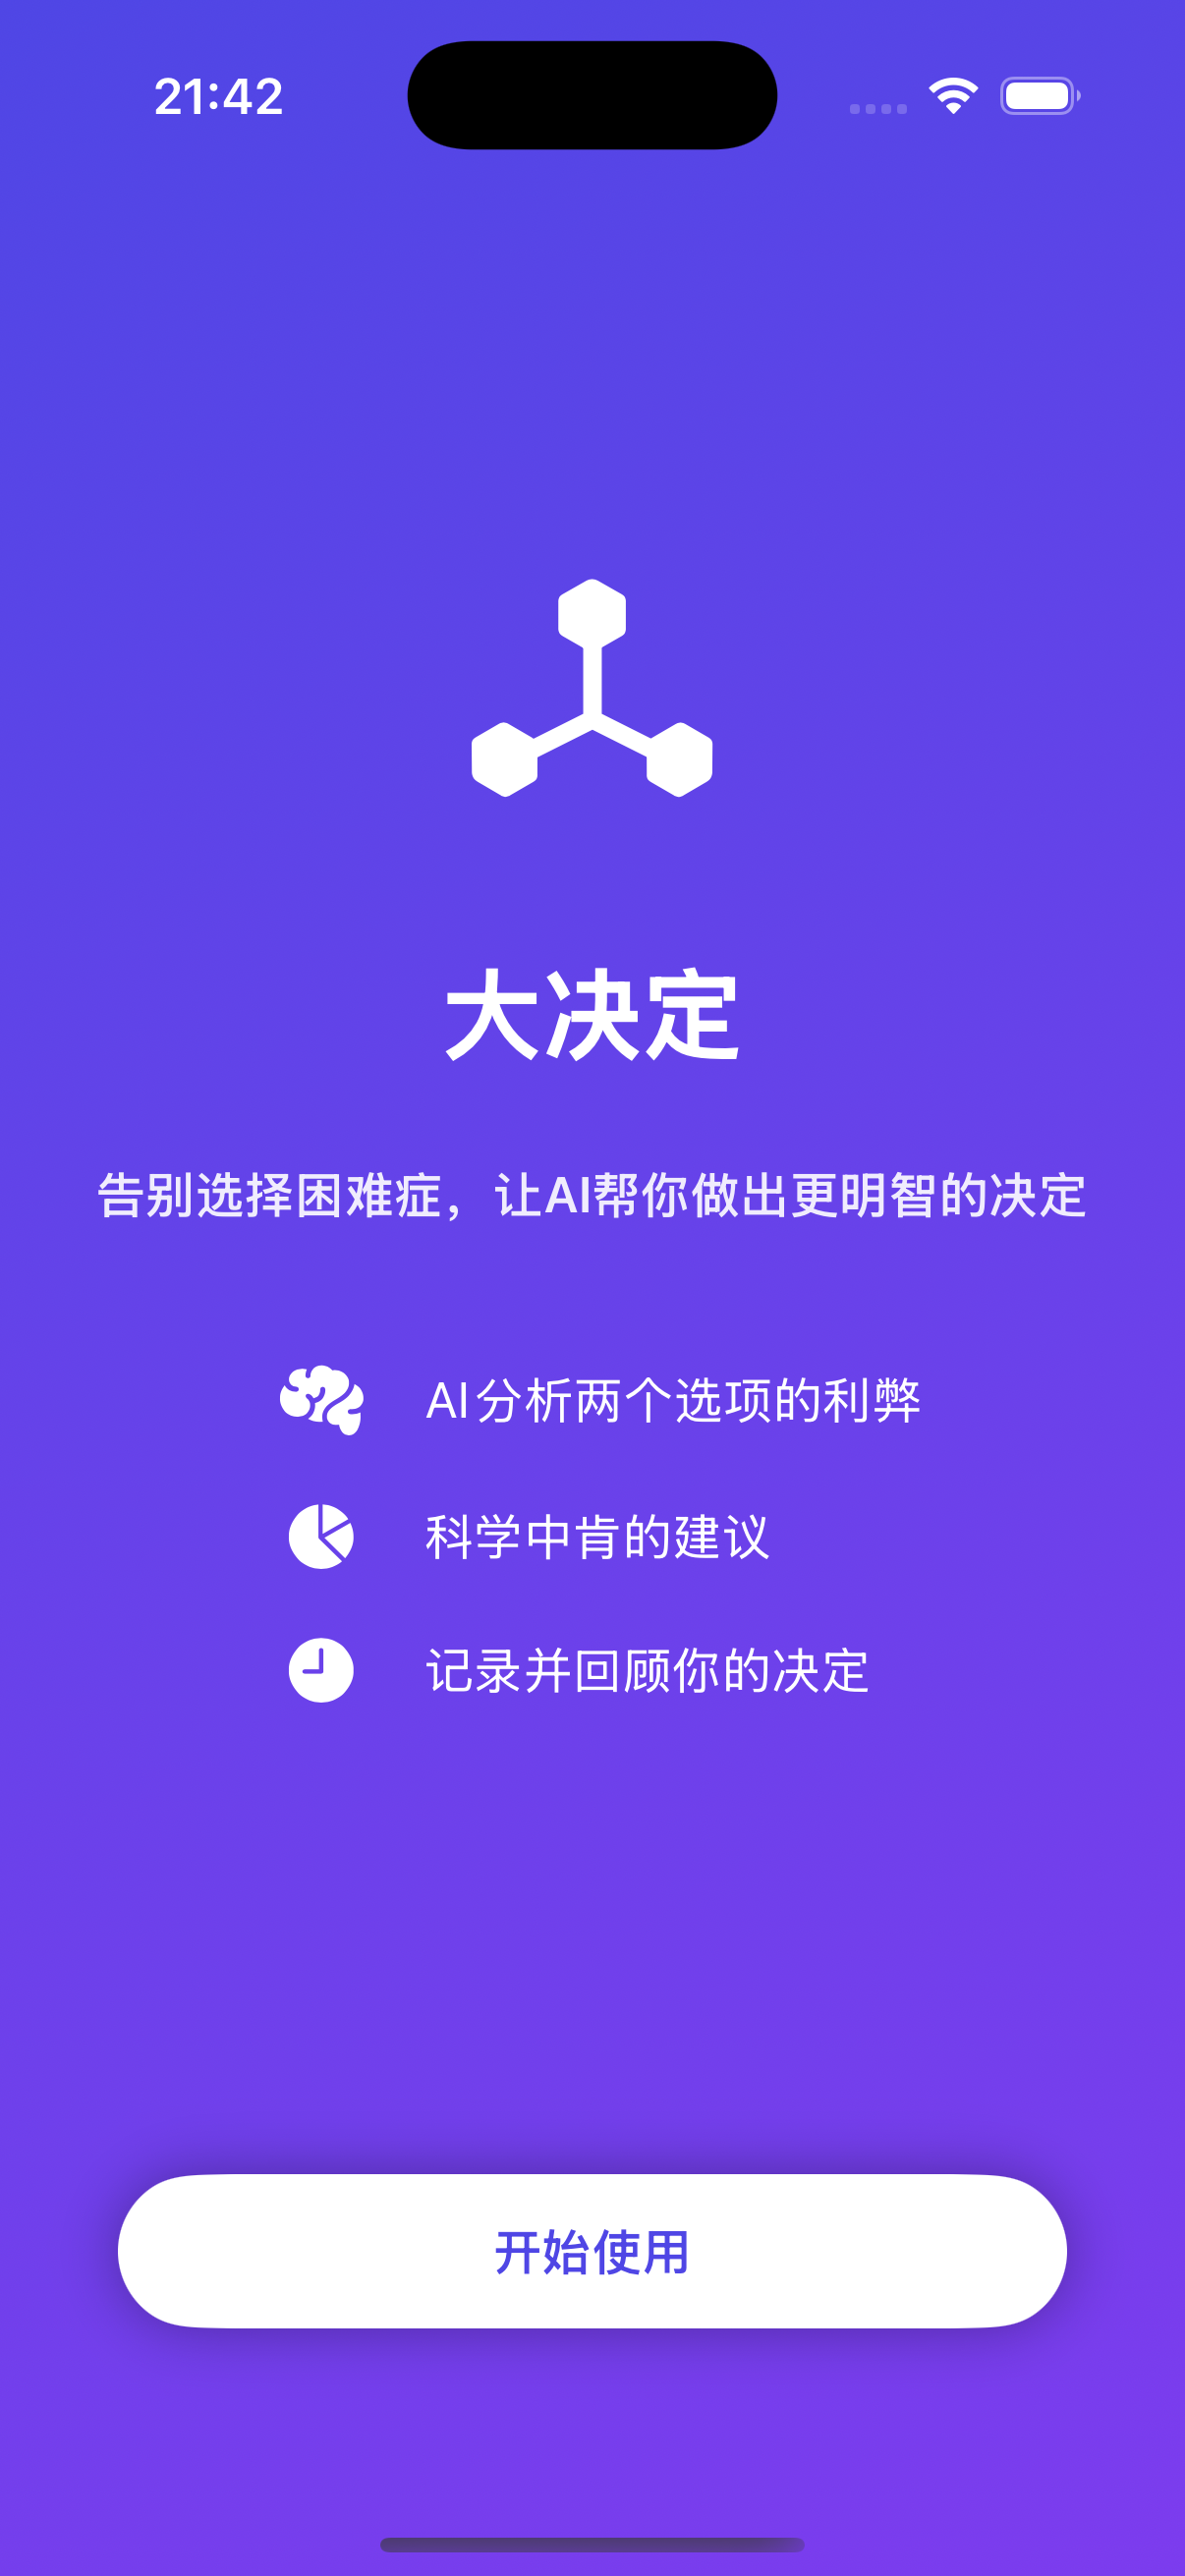 21:42
大决定
告别选择困难症，让AI帮你做出更明智的决定
AI分析两个选项的利弊
科学中肯的建议
记录并回顾你的决定
开始使用